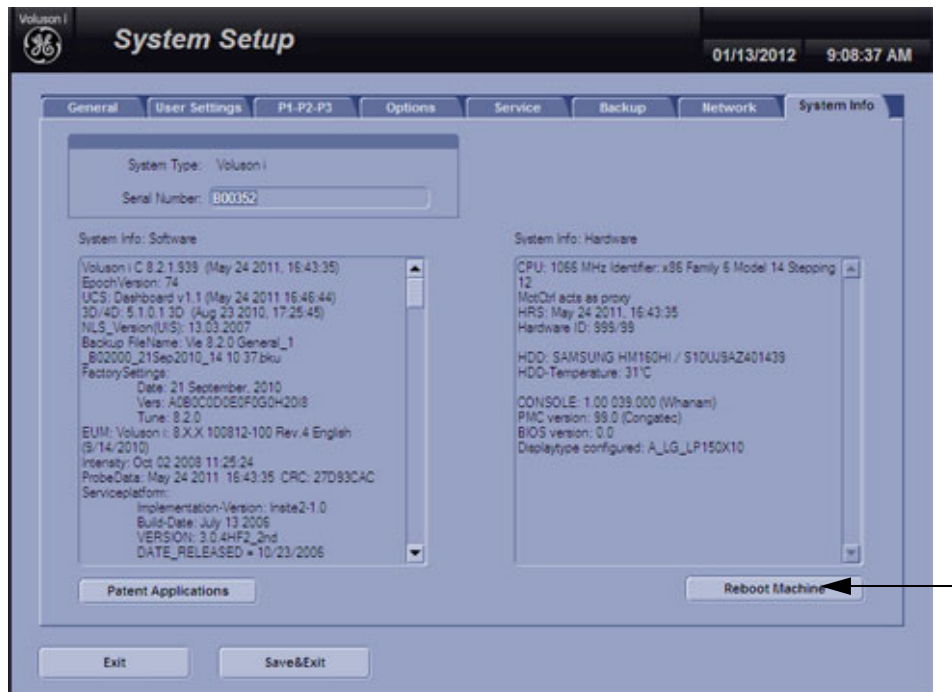 Voluson i
System Setup
01/13/2012 9:08:37 AM
General User Settings P1-P2-P3 Options Service Backup Network System Info
System Type: Voluson i
Serial Number: B00352
System Info: Software
Voluson i C 8.2.1.939 (May 24 2011, 16:43:35)
EpochVersion: 74
UCS: Dashboard v1.1 (May 24 2011 16:46:44)
3D/4D: 5.1.0.1 3D (Aug 23 2010, 17:25:45)
NLS_Version(UIS): 13.03.2007
Backup FileName: Vie 8.2.0 General_1
_B02000_21Sep2010_14 10 37.bku
FactorySettings:
Date: 21 September, 2010
Vers: A0B0C0D0E0F0G0H20I8
Tune: 8.2.0
EUM: Voluson i: 8.X.X 100812-100 Rev.4 English
(9/14/2010)
Intensity: Oct 02 2008 11:25:24
ProbeData: May 24 2011 16:43:35 CRC: 27D93CAC
Serviceplatform:
Implementation-Version: Insite2-1.0
Build-Date: July 13 2006
VERSION: 3.0.4HF2_2nd
DATE_RELEASED = 10/23/2006
System Info: Hardware
CPU: 1066 MHz Identifier: x86 Family 6 Model 14 Stepping
12
MotCtrl acts as proxy
HRS: May 24 2011, 16:43:35
Hardware ID: 999/99
HDD: SAMSUNG HM160HI / S10UJ9AZ401439
HDD-Temperature: 31°C
CONSOLE: 1.00 039.000 (Whanam)
PMC version: 99.0 (Congatec)
BIOS version: 0.0
Displaytype configured: A_LG_LP150X10
Patent Applications
Reboot Machine
Exit Save&Exit